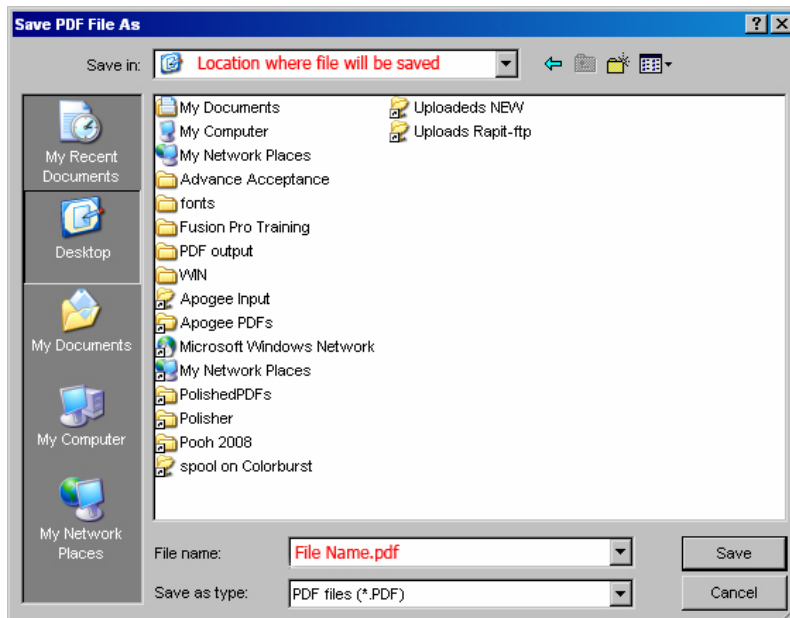 Save PDF File As
Save in:
Location where file will be saved
My Recent
Documents
Desktop
My Documents
My Computer
My Network
Places
My Documents
My Computer
My Network Places
Advance Acceptance
fonts
Fusion Pro Training
PDF output
WIN
Apogee Input
Apogee PDFs
Microsoft Windows Network
My Network Places
PolishedPDFs
Polisher
Pooh 2008
spool on Colorburst
Uploadeds NEW
Uploads Rapit-ftp
File name:
File Name.pdf
Save
Save as type:
PDF files (*.PDF)
Cancel